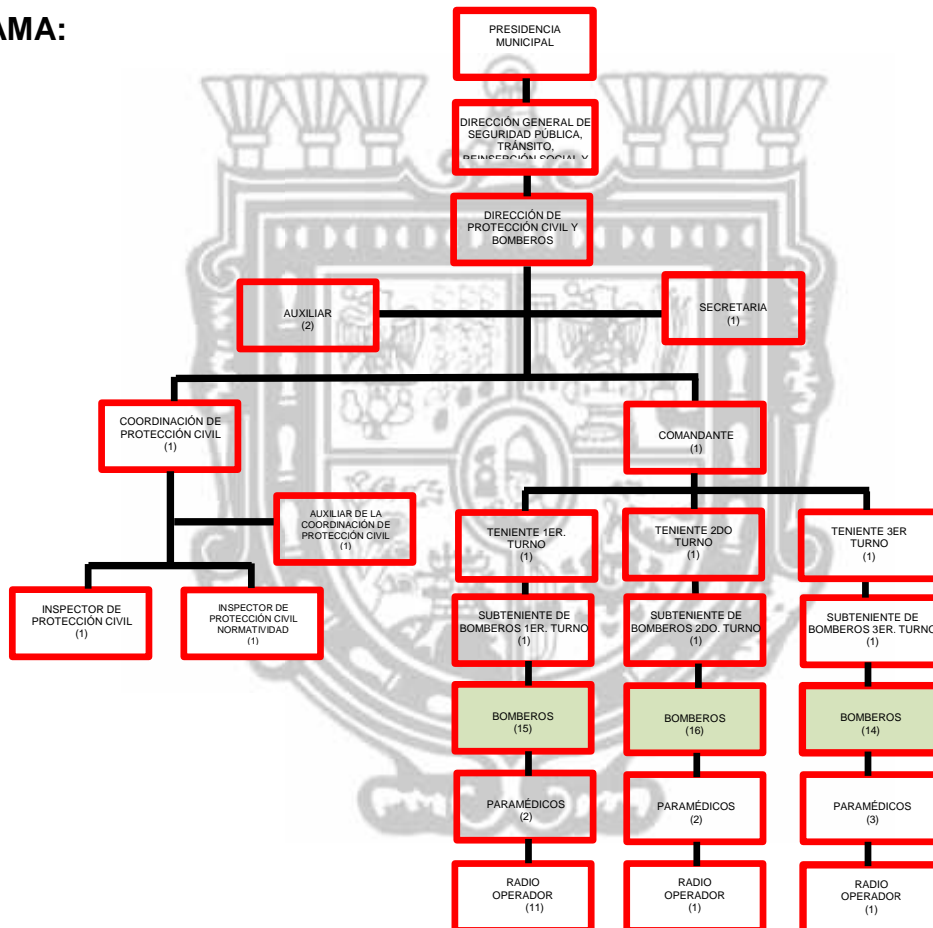 AMA:
PRESIDENCIA
MUNICIPAL
DIRECCIÓN GENERAL DE
SEGURIDAD PÚBLICA,
TRÁNSITO,
REINSERCIÓN SOCIAL Y
DIRECCIÓN DE
PROTECCIÓN CIVIL Y
BOMBEROS
AUXILIAR
(2)
SECRETARIA
(1)
COORDINACIÓN DE
PROTECCIÓN CIVIL
(1)
COMANDANTE
(1)
AUXILIAR DE LA
COORDINACIÓN DE
PROTECCIÓN CIVIL
(1)
INSPECTOR DE
PROTECCIÓN CIVIL
(1)
INSPECTOR DE
PROTECCIÓN CIVIL
NORMATIVIDAD
(1)
TENIENTE 1ER.
TURNO
(1)
TENIENTE 2DO
TURNO
(1)
TENIENTE 3ER
TURNO
(1)
SUBTENIENTE DE
BOMBEROS 1ER. TURNO
(1)
SUBTENIENTE DE
BOMBEROS 2DO. TURNO
(1)
SUBTENIENTE DE
BOMBEROS 3ER. TURNO
(1)
BOMBEROS
(15)
BOMBEROS
(16)
BOMBEROS
(14)
PARAMÉDICOS
(2)
PARAMÉDICOS
(2)
PARAMÉDICOS
(3)
RADIO
OPERADOR
(11)
RADIO
OPERADOR
(1)
RADIO
OPERADOR
(1)